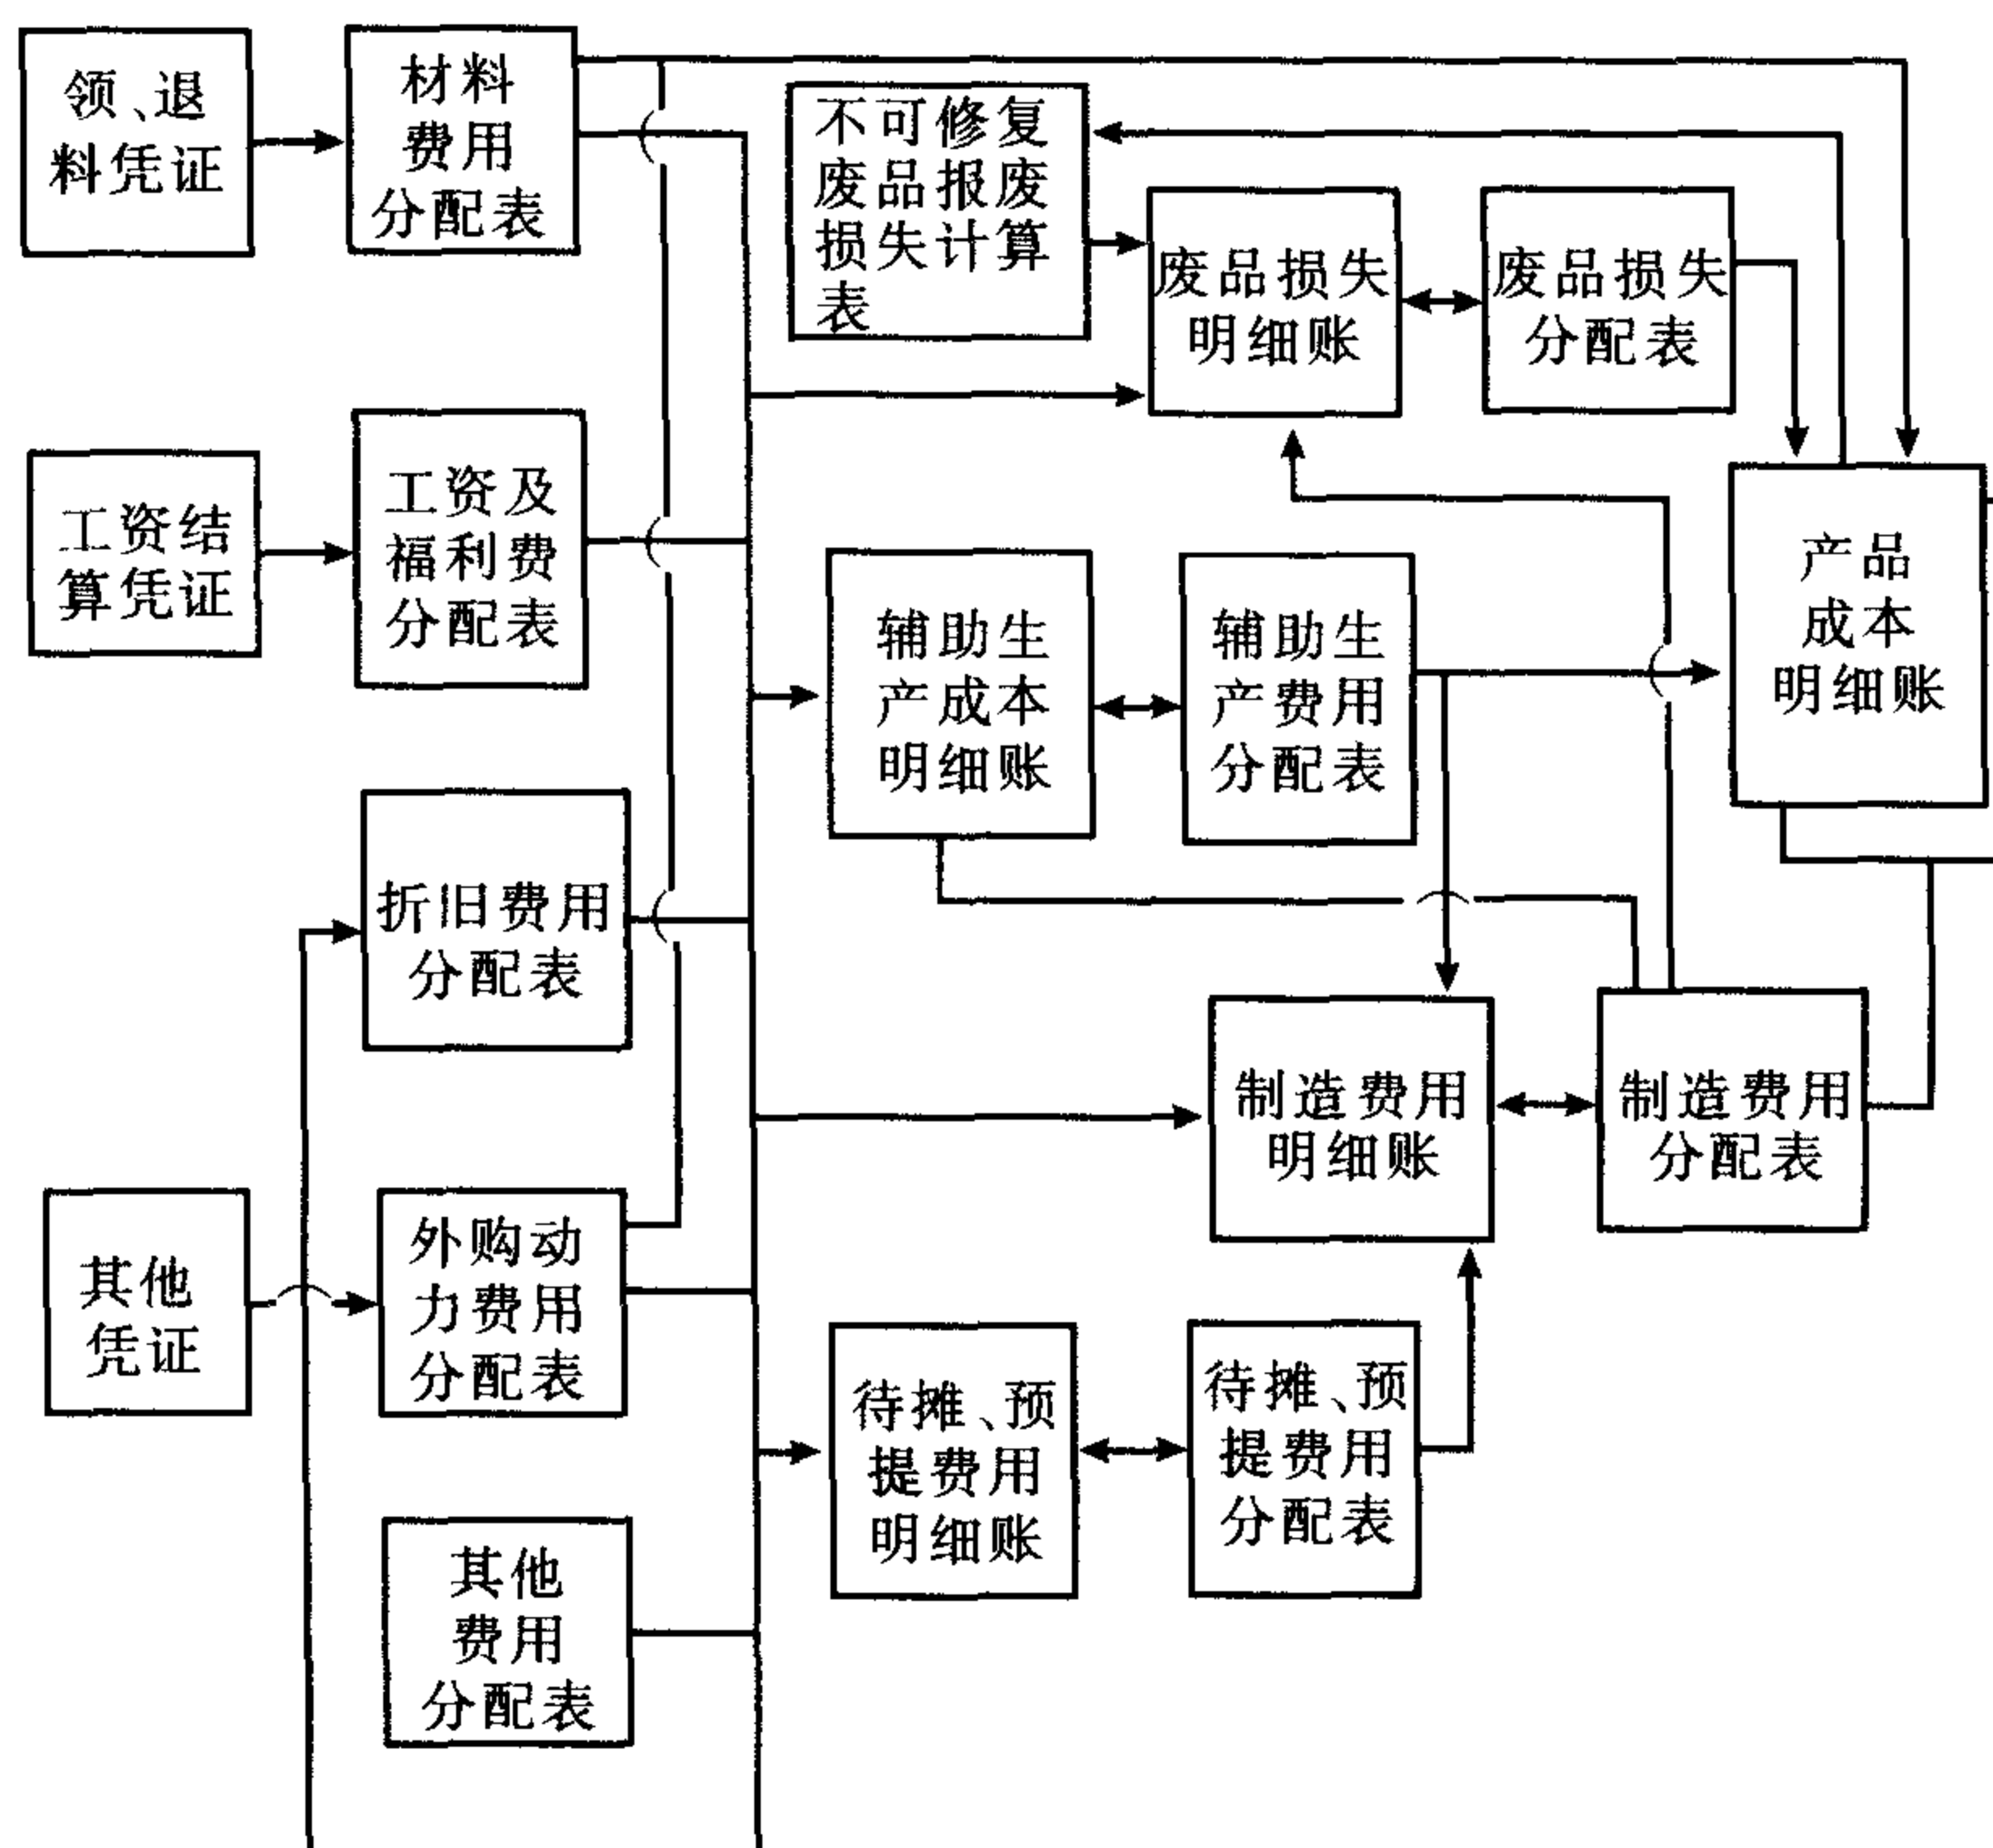 领、退
料凭证
材料
费用
分配表
不可修复
废品报废
损失计算
表
废品损失
明细账
废品损失
分配表
工资结
算凭证
工资及
福利费
分配表
辅助生
产成本
明细账
辅助生
产费用
分配表
产品
成本
明细账
折旧费用
分配表
制造费用
明细账
制造费用
分配表
其他
凭证
外购动
力费用
分配表
待摊、预
提费用
明细账
待摊、预
提费用
分配表
其他
费用
分配表